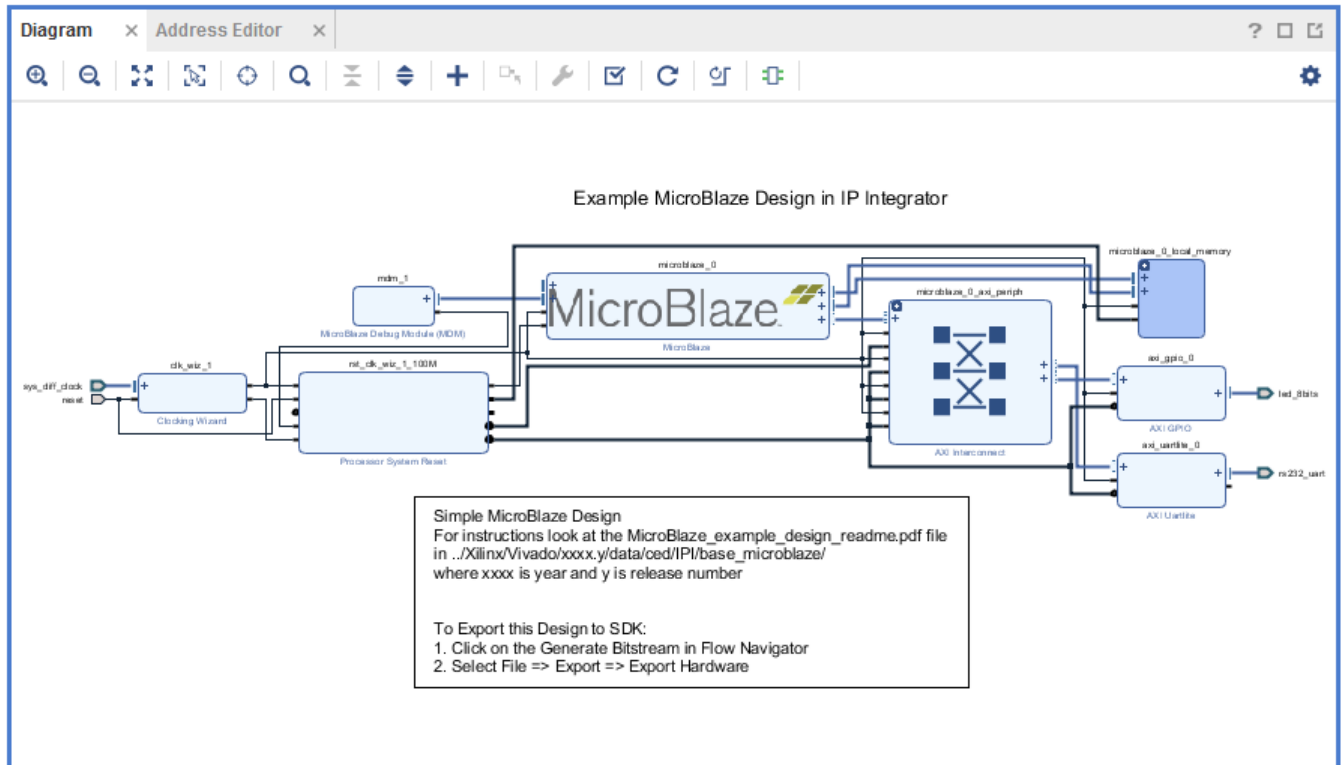 Diagram
Address Editor
Example MicroBlaze Design in IP Integrator
microblaze_0_local_memory
microblaze_0
mdm_1
microblaze_0_axi_periph
MicroBlaze
MicroBlaze Debug Module (MDM)
MicroBlaze
axi_gpio_0
clk_wiz_1
rst_clk_wiz_1_100M
sys_diff_clock
reset
led_8bits
Clocking Wizard
AXI GPIO
axi_uartlite_0
AXI Interconnect
Processor System Reset
rs232_uart
AXI Uartlite
Simple MicroBlaze Design
For instructions look at the MicroBlaze_example_design_readme.pdf file
in ../Xilinx/Vivado/xxxx.y/data/ced/IPI/base_microblaze/
where xxxx is year and y is release number
To Export this Design to SDK:
1. Click on the Generate Bitstream in Flow Navigator
2. Select File => Export => Export Hardware